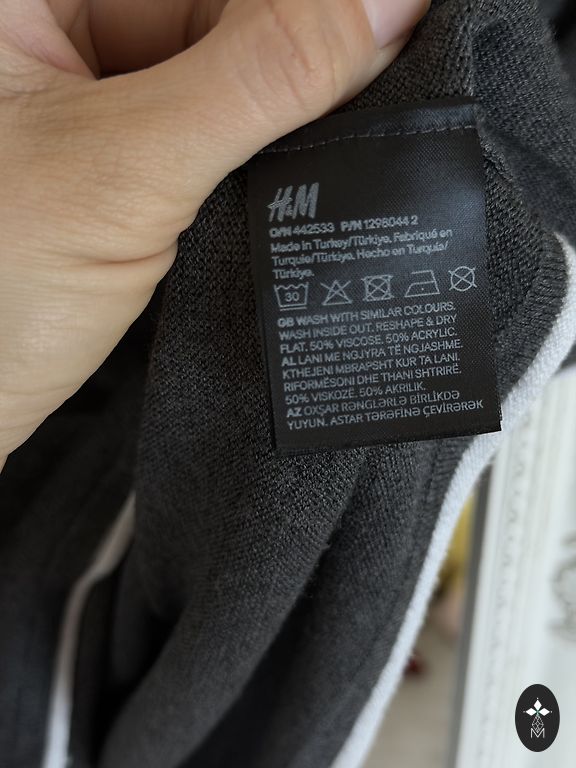 H&M
O/N 442533 P/N 1298044 2
Made in Turkey/Türkiye. Fabriqué en
Turquie/Türkiye. Hecho en Turquía/
Türkiye.
30
GB WASH WITH SIMILAR COLOURS.
WASH INSIDE OUT. RESHAPE & DRY
FLAT. 50% VISCOSE. 50% ACRYLIC.
AL LANI ME NGJYRA TË NGJASHME.
KTHEJENI MBRAPSHT KUR TA LANI.
RIFORMËSONI DHE THANI SHTRIRË.
50% VISKOZË. 50% AKRILIK.
AZ OXŞAR RƏNGLƏRLƏ BİRLİKDƏ
YUYUN. ASTAR TƏRƏFİNƏ ÇEVİRƏRƏK
M